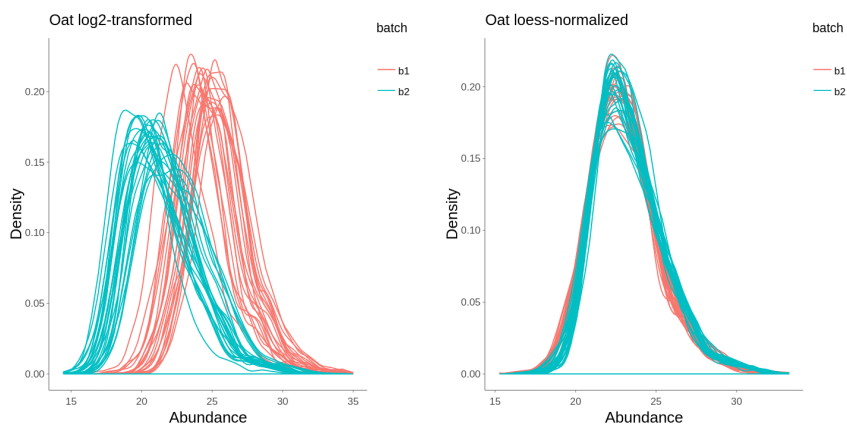 Oat log2-transformed
batch
b1
b2
0.20
0.15
0.10
0.05
0.00
Density
15 20 25 30 35
Abundance
Oat loess-normalized
batch
b1
b2
0.20
0.15
0.10
0.05
0.00
Density
15 20 25 30
Abundance